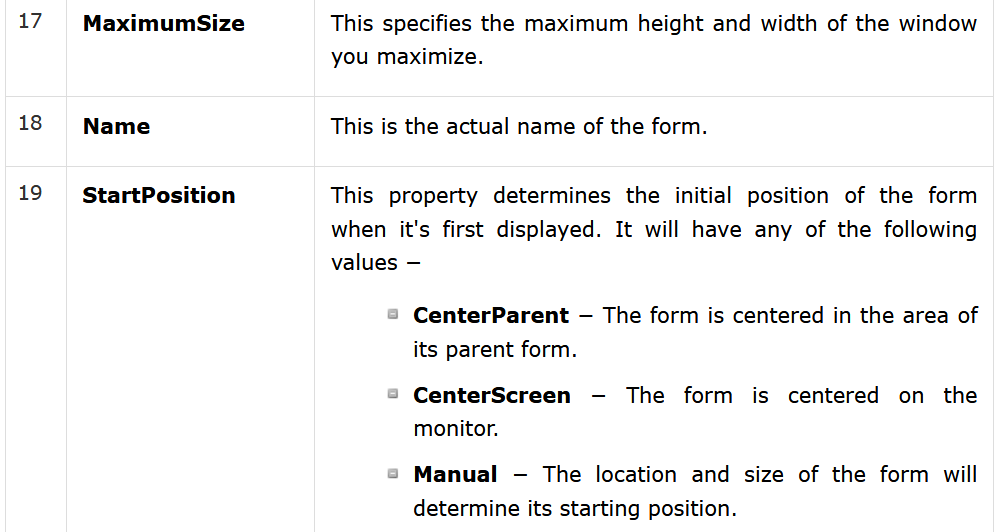 17 MaximumSize This specifies the maximum height and width of the window
you maximize.
18 Name This is the actual name of the form.
19 StartPosition This property determines the initial position of the form
when it's first displayed. It will have any of the following
values −
CenterParent − The form is centered in the area of
its parent form.
CenterScreen − The form is centered on the
monitor.
Manual − The location and size of the form will
determine its starting position.